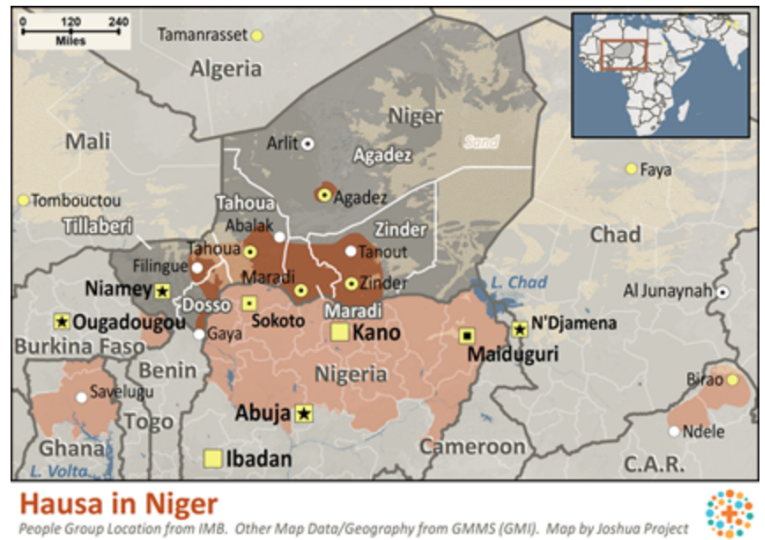 0 120 240
Miles
Tamanrasset
Algeria
Niger
Mali
Arlit
Sand
Agadez
Faya
Agadez
Tombouctou
Tahoua
Tillaberi
Abalak
Zinder
Chad
Tahoua
Tanout
Filingue
Maradi
Zinder
L. Chad
Niamey
Al Junaynah
Dosso
Maradi
Ougadougou
Sokoto
N'Djamena
Gaya
Kano
Burkina Faso
Maiduguri
Benin
Nigeria
Birao
Savelugu
Togo
Abuja
Ndele
Ghana
Cameroon
Ibadan
C.A.R.
L. Volta
Hausa in Niger
People Group Location from IMB. Other Map Data/Geography from GMMS (GMI). Map by Joshua Project